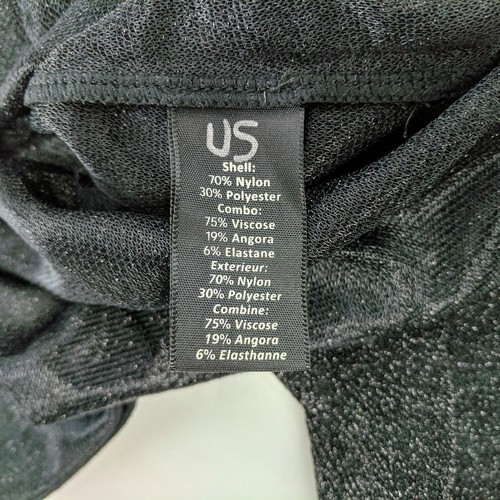 US
Shell:
70% Nylon
30% Polyester
Combo:
75% Viscose
19% Angora
6% Elastane
Exterieur:
70% Nylon
30% Polyester
Combine:
75% Viscose
19% Angora
6% Elasthanne